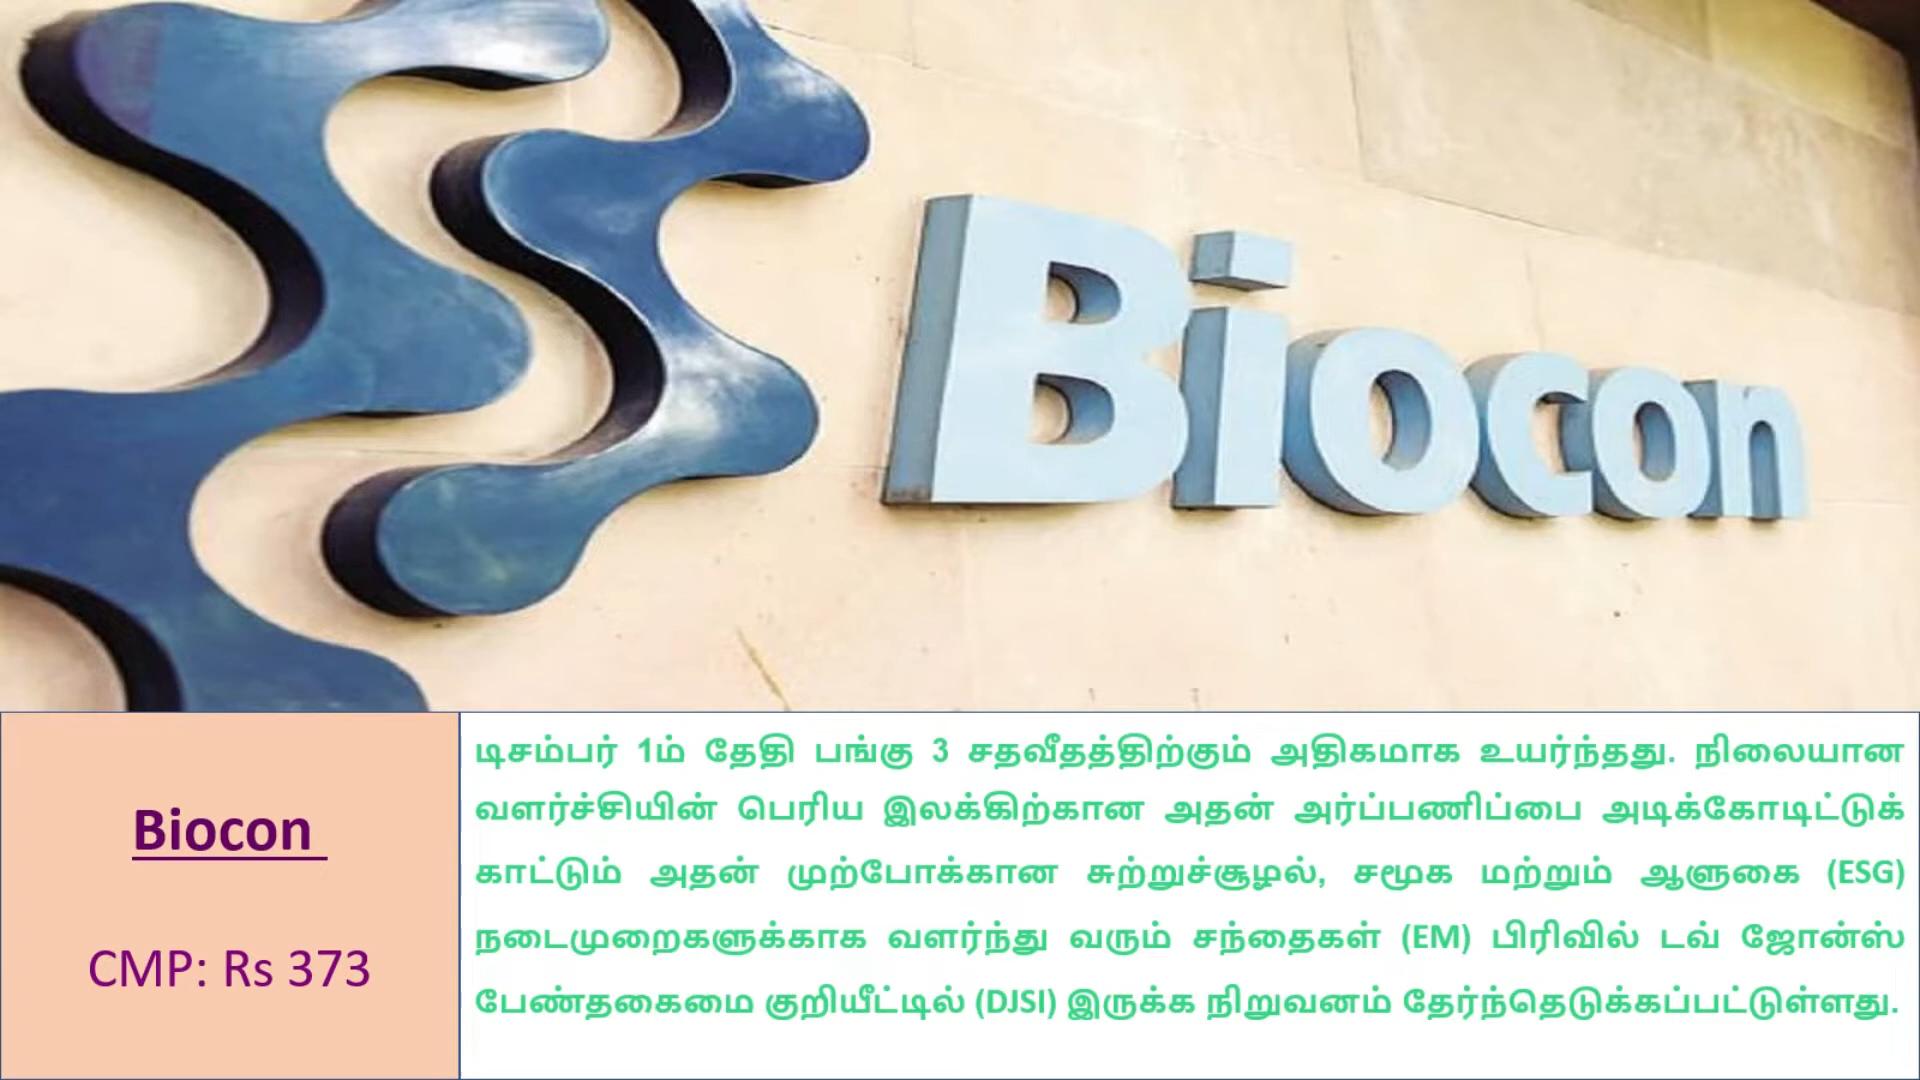 Biocon
Biocon
CMP: Rs 373
டிசம்பர் 1ம் தேதி பங்கு 3 சதவீதத்திற்கும் அதிகமாக உயர்ந்தது. நிலையான
வளர்ச்சியின் பெரிய இலக்கிற்கான அதன் அர்ப்பணிப்பை அடிக்கோடிட்டுக்
காட்டும் அதன் முற்போக்கான சுற்றுச்சூழல், சமூக மற்றும் ஆளுகை (ESG)
நடைமுறைகளுக்காக வளர்ந்து வரும் சந்தைகள் (EM) பிரிவில் டவ் ஜோன்ஸ்
பேண்தகைமை குறியீட்டில் (DJSI) இருக்க நிறுவனம் தேர்ந்தெடுக்கப்பட்டுள்ளது.